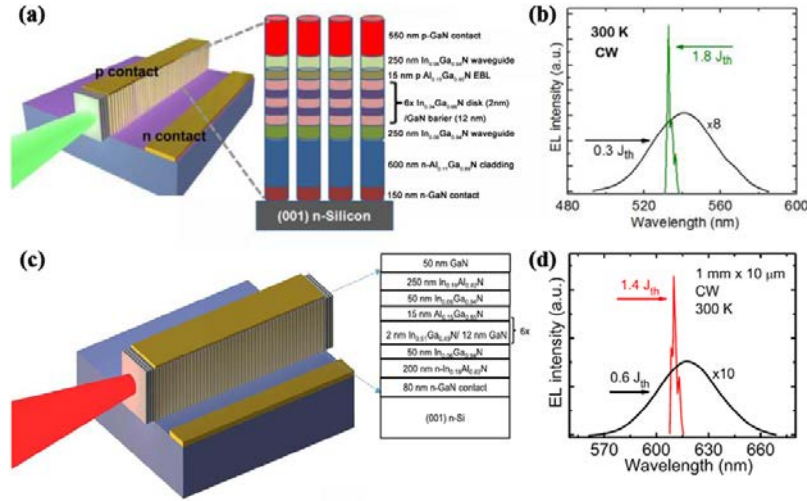 (a)
p contact
n contact
550 nm p-GaN contact
250 nm In0.06Ga0.94N waveguide
15 nm p Al0.15Ga0.85N EBL
6x In0.34Ga0.66N disk (2nm)
/GaN barier (12 nm)
250 nm In0.06Ga0.94N waveguide
600 nm n-Al0.11Ga0.89N cladding
150 nm n-GaN contact
(001) n-Silicon
(b)
300 K
CW
1.8 Jth
x8
0.3 Jth
EL intensity (a.u.)
480 520 560 600
Wavelength (nm)
(c)
50 nm GaN
250 nm In0.18Al0.82N
50 nm In0.05Ga0.95N
15 nm Al0.15Ga0.85N
2 nm In0.51Ga0.49N/ 12 nm GaN
6x
50 nm In0.06Ga0.94N
200 nm n-In0.18Al0.82N
80 nm n-GaN contact
(001) n-Si
(d)
1 mm x 10 μm
CW
300 K
1.4 Jth
x10
0.6 Jth
EL intensity (a.u.)
570 600 630 660
Wavelength (nm)